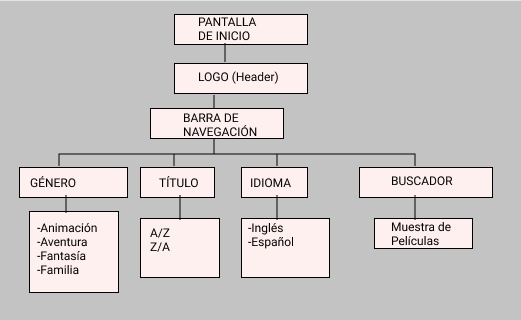 PANTALLA
DE INICIO
LOGO (Header)
BARRA DE
NAVEGACIÓN
GÉNERO
TÍTULO
IDIOMA
BUSCADOR
-Animación
-Aventura
-Fantasía
-Familia
A/Z
Z/A
-Inglés
-Español
Muestra de
Películas